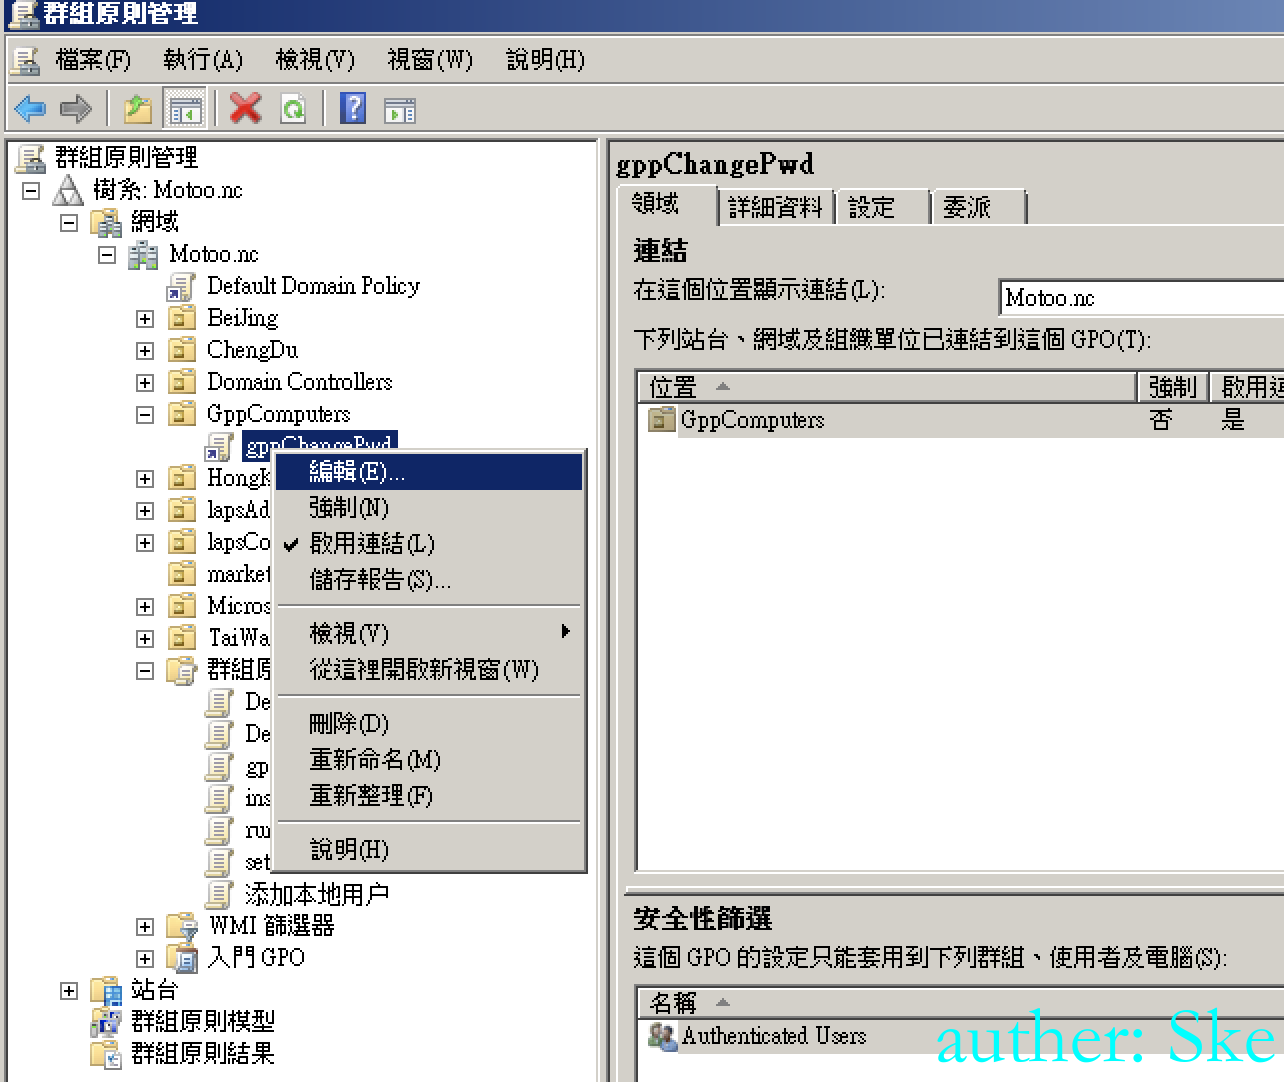 群組原則管理
檔案(F) 執行(A) 檢視(V) 視窗(W) 說明(H)
群組原則管理
樹系: Motoo.nc
網域
Motoo.nc
Default Domain Policy
BeiJing
ChengDu
Domain Controllers
GppComputers
gppChangePwd
HongK
lapsAd
lapsCo
market
Micros
TaiWa
群組原
De
De
gp
ins
run
set
添加本地用户
WMI 篩選器
入門 GPO
站台
群組原則模型
群組原則結果
編輯(E)...
強制(N)
啟用連結(L)
儲存報告(S)...
檢視(V)
從這裡開啟新視窗(W)
刪除(D)
重新命名(M)
重新整理(F)
說明(H)
gppChangePwd
領域 詳細資料 設定 委派
連結
在這個位置顯示連結(L): Motoo.nc
下列站台、網域及組織單位已連結到這個 GPO(T):
位置 強制 啟用連
GppComputers 否 是
安全性篩選
這個 GPO 的設定只能套用到下列群組、使用者及電腦(S):
名稱
Authenticated Users
auther: Ske